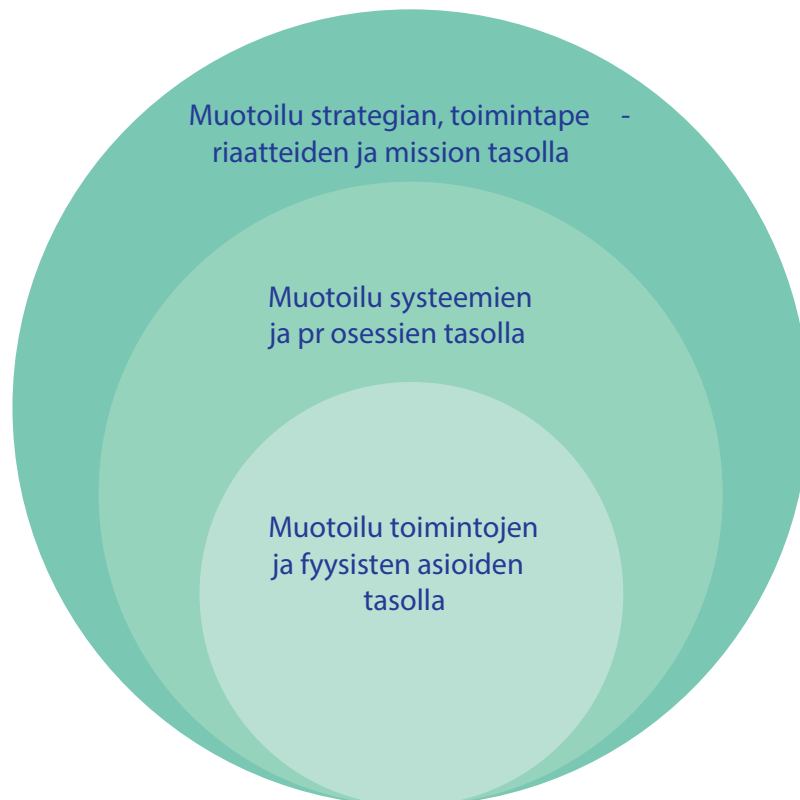 Muotoilu strategian, toimintape -
riaatteiden ja mission tasolla
Muotoilu systeemien
ja pr osessien tasolla
Muotoilu toimintojen
ja fyysisten asioiden
tasolla